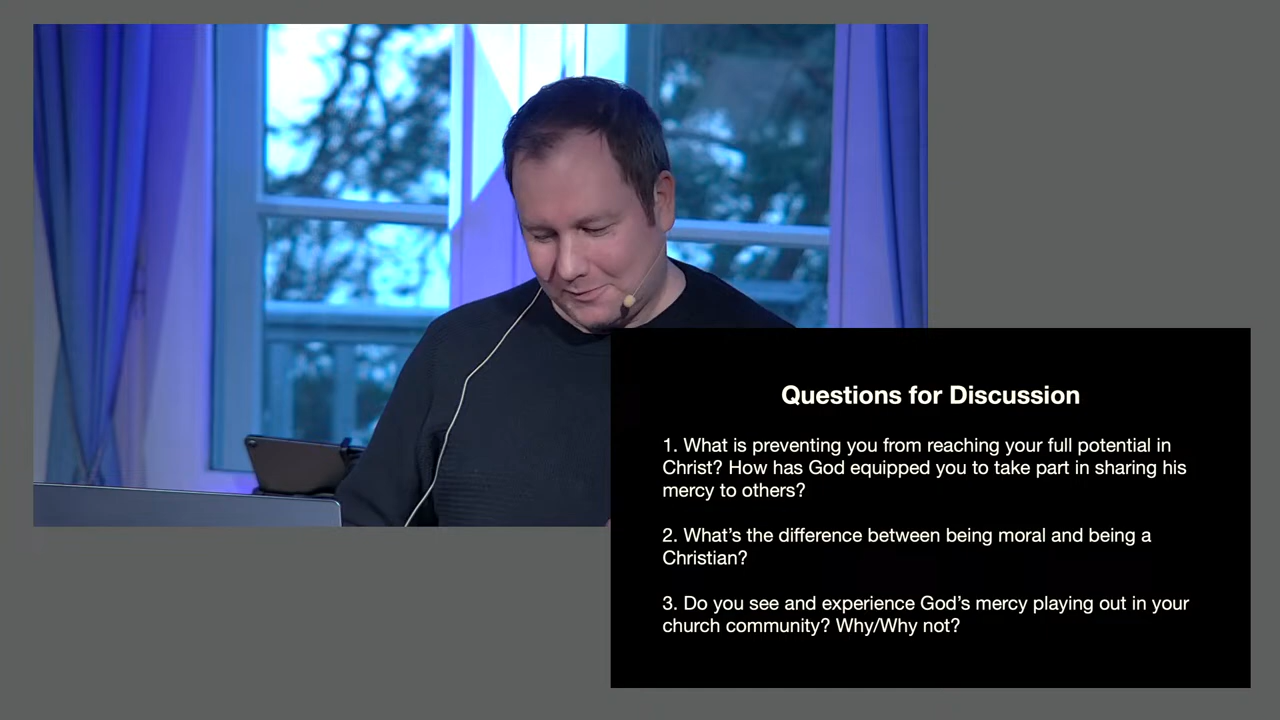 Questions for Discussion
1. What is preventing you from reaching your full potential in
Christ? How has God equipped you to take part in sharing his
mercy to others?
2. What’s the difference between being moral and being a
Christian?
3. Do you see and experience God’s mercy playing out in your
church community? Why/Why not?